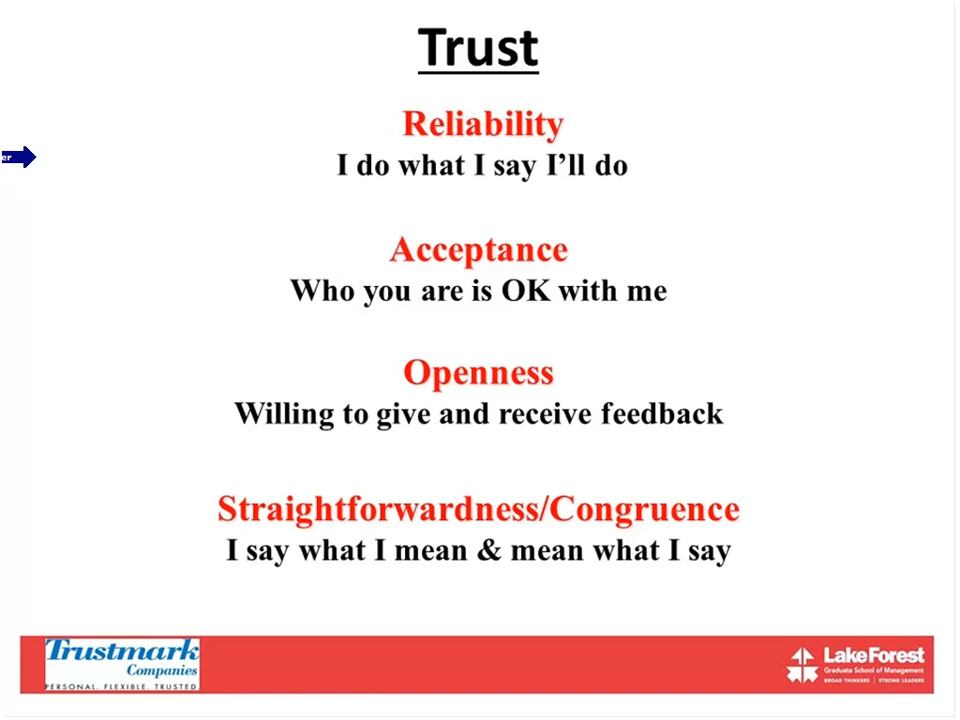 Trust
Reliability
I do what I say I’ll do
er
Acceptance
Who you are is OK with me
Openness
Willing to give and receive feedback
Straightforwardness/Congruence
I say what I mean & mean what I say
Trustmark
Companies
PERSONAL. FLEXIBLE. TRUSTED
LakeForest
Graduate School of Management
BROAD THINKERS | STRONG LEADERS